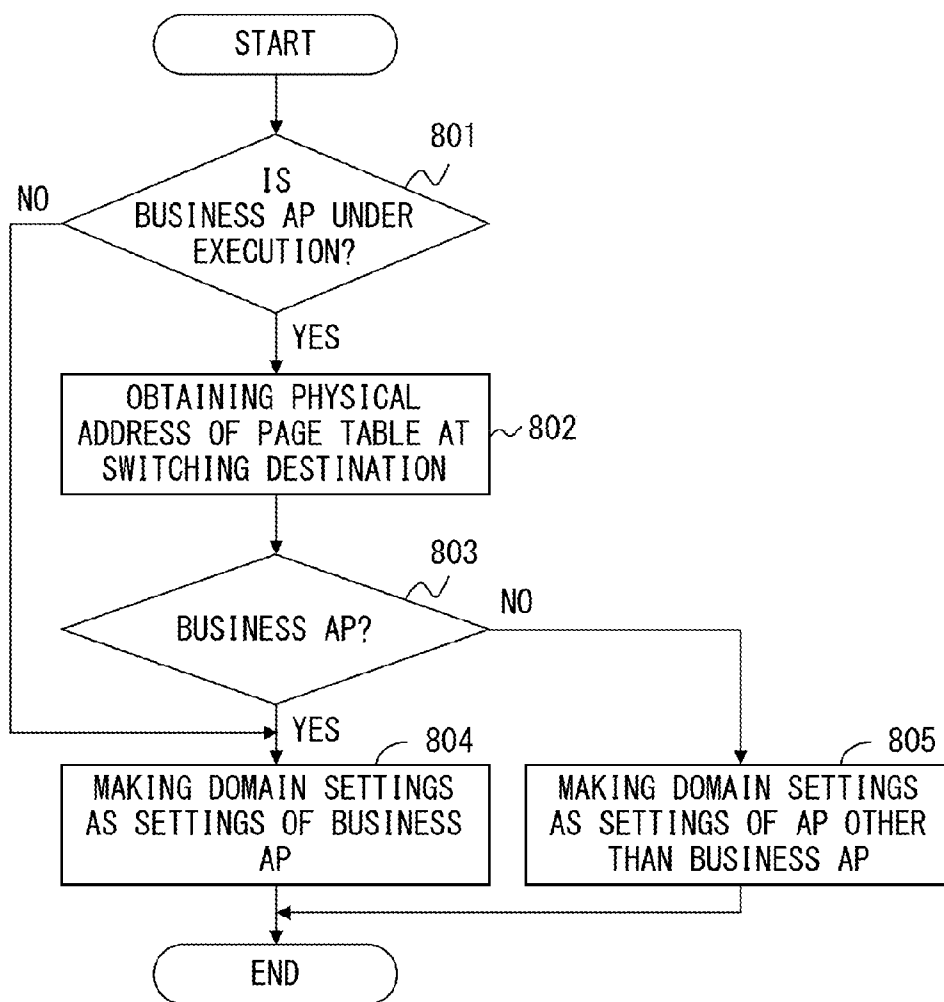 START
801
IS
BUSINESS AP UNDER
EXECUTION?
NO
YES
OBTAINING PHYSICAL
ADDRESS OF PAGE TABLE AT
SWITCHING DESTINATION
802
803
BUSINESS AP?
NO
YES
804
MAKING DOMAIN SETTINGS
AS SETTINGS OF BUSINESS
AP
805
MAKING DOMAIN SETTINGS
AS SETTINGS OF AP OTHER
THAN BUSINESS AP
END